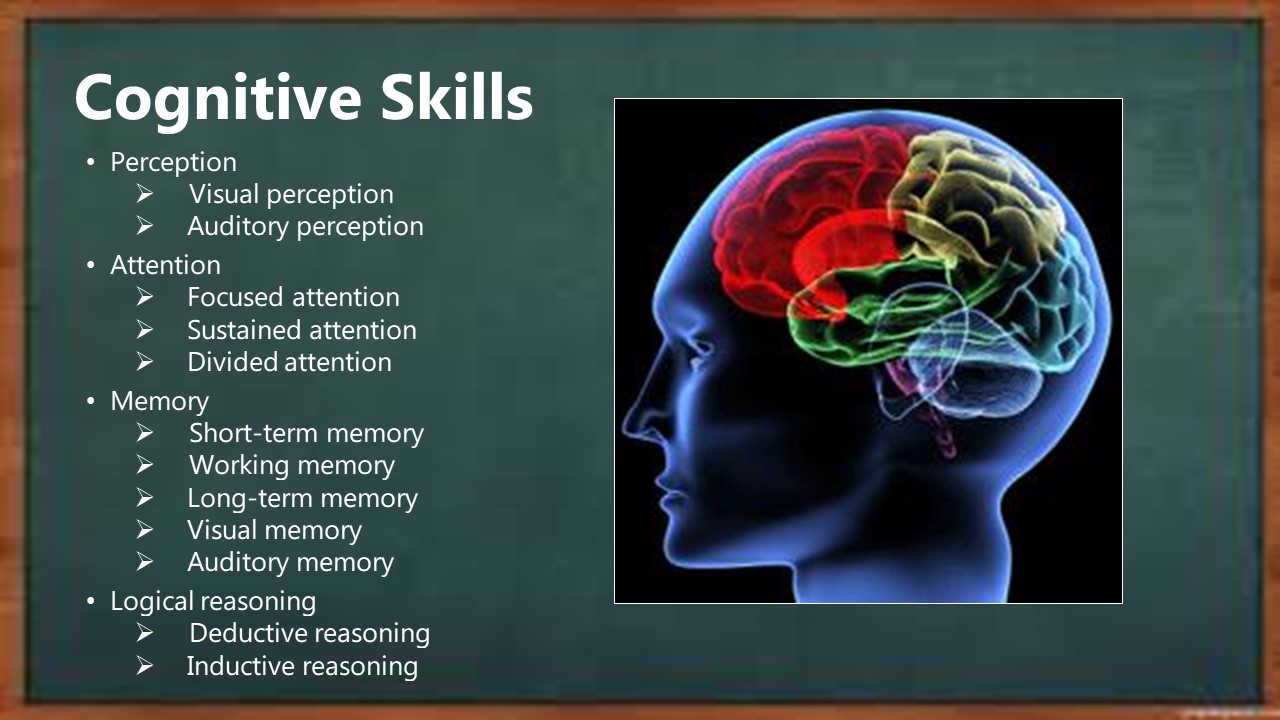 Cognitive Skills
• Perception
➢ Visual perception
➢ Auditory perception
• Attention
➢ Focused attention
➢ Sustained attention
➢ Divided attention
• Memory
➢ Short-term memory
➢ Working memory
➢ Long-term memory
➢ Visual memory
➢ Auditory memory
• Logical reasoning
➢ Deductive reasoning
➢ Inductive reasoning